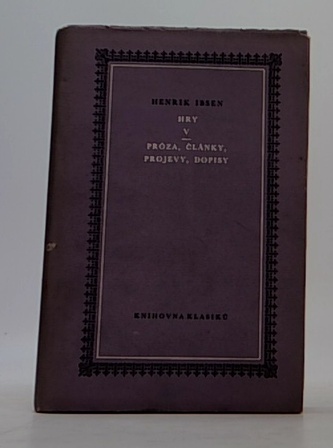 HENRIK IBSEN
HRY
V
PRÓZA, ČLÁNKY,
PROJEVY, DOPISY
KNIHOVNA KLASIKŮ